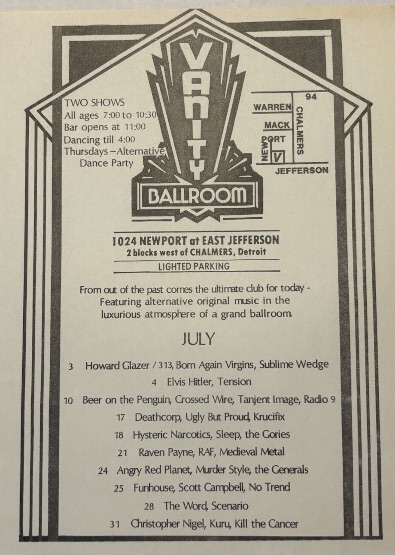 VANITY
BALLROOM
TWO SHOWS
All ages 7:00 to 10:30
Bar opens at 11:00
Dancing till 4:00
Thursdays – Alternative
Dance Party
94
WARREN
MACK
CHALMERS
NEWPORT
V
JEFFERSON
1024 NEWPORT at EAST JEFFERSON
2 blocks west of CHALMERS, Detroit
LIGHTED PARKING
From out of the past comes the ultimate club for today -
Featuring alternative original music in the
luxurious atmosphere of a grand ballroom.
JULY
3 Howard Glazer / 313, Born Again Virgins, Sublime Wedge
4 Elvis Hitler, Tension
10 Beer on the Penguin, Crossed Wire, Tanjent Image, Radio 9
17 Deathcorp, Ugly But Proud, Krucifix
18 Hysteric Narcotics, Sleep, the Gories
21 Raven Payne, RAF, Medieval Metal
24 Angry Red Planet, Murder Style, the Generals
25 Funhouse, Scott Campbell, No Trend
28 The Word, Scenario
31 Christopher Nigel, Kuru, Kill the Cancer